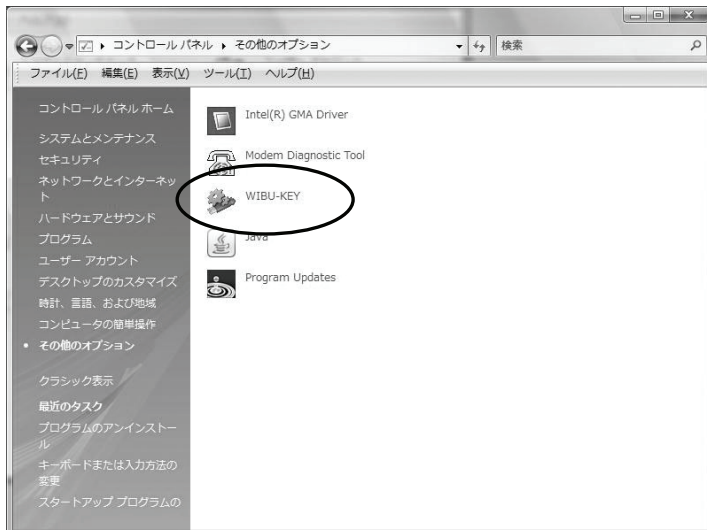 コントロール パネル ▸ その他のオプション
検索
ファイル(F) 編集(E) 表示(V) ツール(T) ヘルプ(H)
コントロール パネル ホーム
システムとメンテナンス
セキュリティ
ネットワークとインターネッ
ト
ハードウェアとサウンド
プログラム
ユーザー アカウント
デスクトップのカスタマイズ
時計、言語、および地域
コンピュータの簡単操作
• その他のオプション
クラシック表示
最近のタスク
プログラムのアンインストー
ル
キーボードまたは入力方法の
変更
スタートアップ プログラムの
Intel(R) GMA Driver
Modem Diagnostic Tool
WIBU-KEY
Java
Program Updates